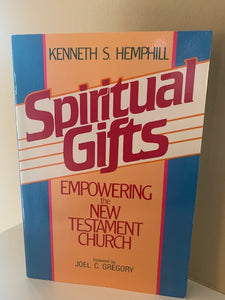 KENNETH S. HEMPHILL
Spiritual
Gifts
EMPOWERING
the
NEW
TESTAMENT
CHURCH
Foreword by
JOEL C. GREGORY